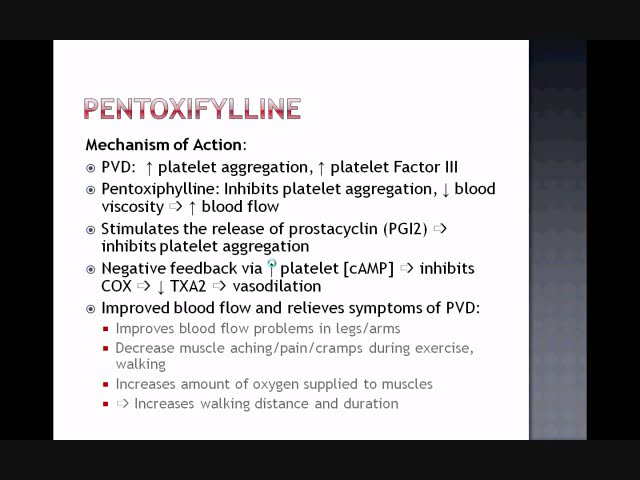 PENTOXIFYLLINE
Mechanism of Action:
PVD: ↑ platelet aggregation, ↑ platelet Factor III
Pentoxiphylline: Inhibits platelet aggregation, ↓ blood
viscosity ⇨ ↑ blood flow
Stimulates the release of prostacyclin (PGI2) ⇨
inhibits platelet aggregation
Negative feedback via ↑ platelet [cAMP] ⇨ inhibits
COX ⇨ ↓ TXA2 ⇨ vasodilation
Improved blood flow and relieves symptoms of PVD:
Improves blood flow problems in legs/arms
Decrease muscle aching/pain/cramps during exercise,
walking
Increases amount of oxygen supplied to muscles
⇨ Increases walking distance and duration